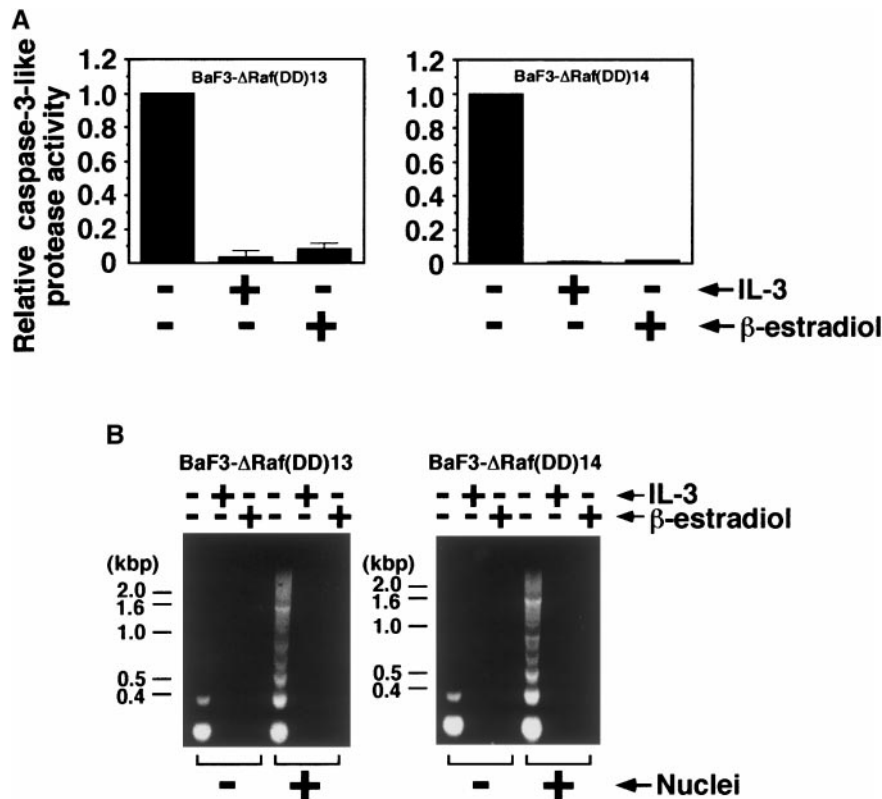 A
Relative caspase-3-like
protease activity
1.2
1.0
0.8
0.6
0.4
0.2
0
BaF3-ΔRaf(DD)13
1.2
1.0
0.8
0.6
0.4
0.2
0
BaF3-ΔRaf(DD)14
- + - - + - ←IL-3
- - + - - + ←β-estradiol
B
BaF3-ΔRaf(DD)13 BaF3-ΔRaf(DD)14
- + - - + - - + - - + - ←IL-3
- - + - - + - - + - - + ←β-estradiol
(kbp)
2.0
1.6
1.0
0.5
0.4
(kbp)
2.0
1.6
1.0
0.5
0.4
- + - + ←Nuclei